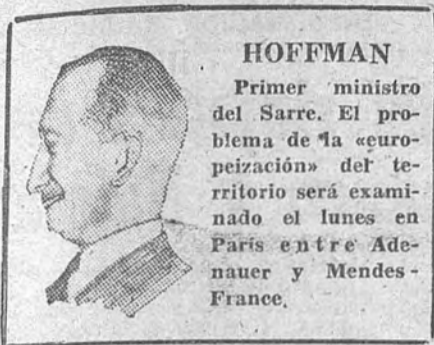 HOFFMAN
Primer ministro
del Sarre. El pro-
blema de la «euro-
peización» del te-
rritorio será exami-
nado el lunes en
París entre Ade-
nauer y Mendes-
France.